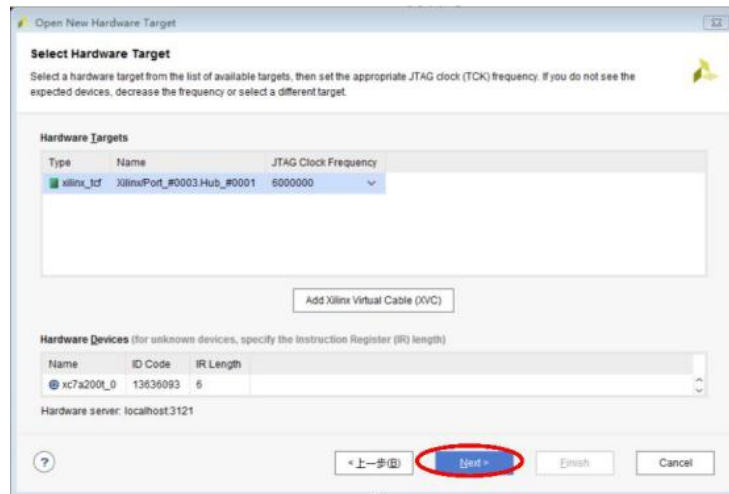 Open New Hardware Target
Select Hardware Target
Select a hardware target from the list of available targets, then set the appropriate JTAG clock (TCK) frequency. If you do not see the
expected devices, decrease the frequency or select a different target.
Hardware Targets
Type Name JTAG Clock Frequency
xilinx_tcf Xilinx/Port_#0003.Hub_#0001 6000000
Add Xilinx Virtual Cable (XVC)
Hardware Devices (for unknown devices, specify the Instruction Register (IR) length)
Name ID Code IR Length
xc7a200t_0 13636093 6
Hardware server: localhost:3121
? <上一步(B) Next > Finish Cancel